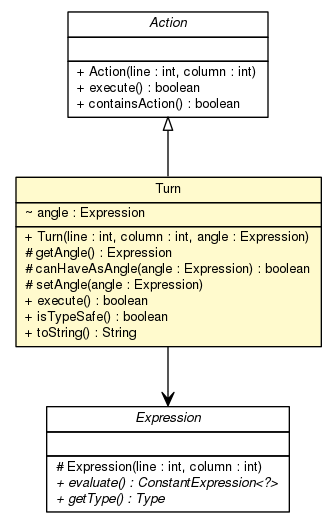 Action
+ Action(line : int, column : int)
+ execute() : boolean
+ containsAction() : boolean
Turn
~ angle : Expression
+ Turn(line : int, column : int, angle : Expression)
# getAngle() : Expression
# canHaveAsAngle(angle : Expression) : boolean
# setAngle(angle : Expression)
+ execute() : boolean
+ isTypeSafe() : boolean
+ toString() : String
Expression
# Expression(line : int, column : int)
+ evaluate() : ConstantExpression<?>
+ getType() : Type